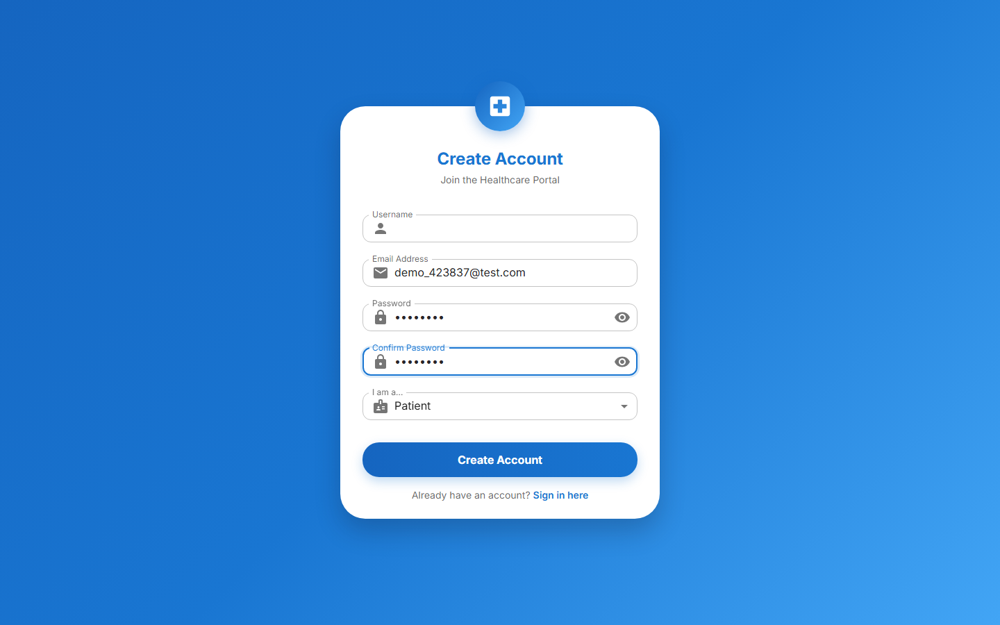 Create Account
Join the Healthcare Portal
Username
Email Address
demo_423837@test.com
Password
••••••••
Confirm Password
••••••••
I am a...
Patient
Create Account
Already have an account? Sign in here